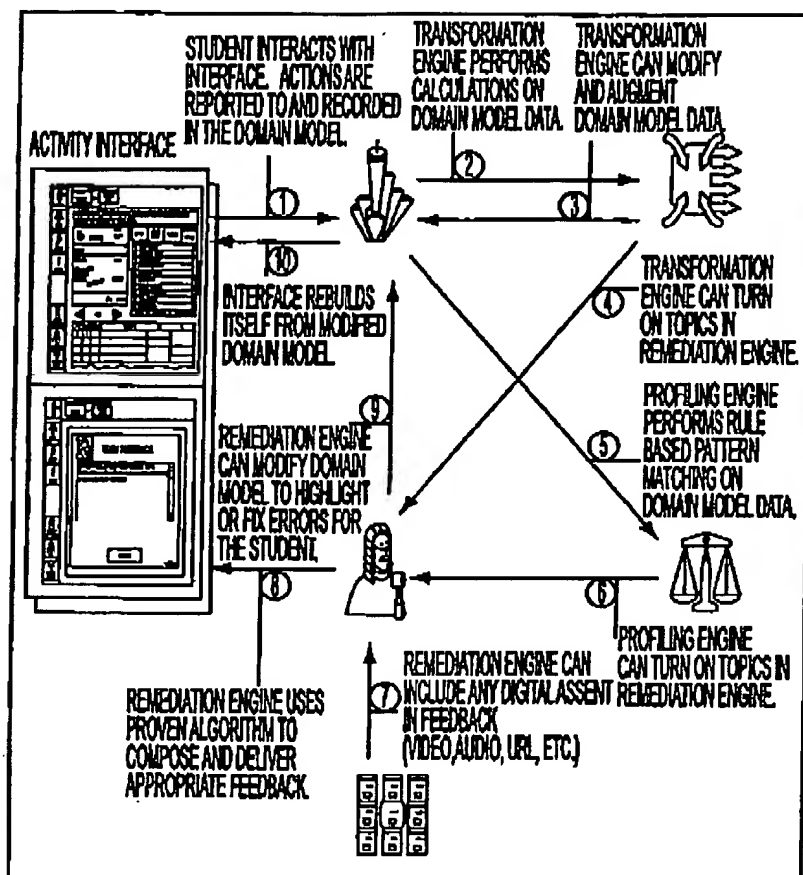 STUDENT INTERACTS WITH
INTERFACE. ACTIONS ARE
REPORTED TO AND RECORDED
IN THE DOMAIN MODEL.
TRANSFORMATION
ENGINE PERFORMS
CALCULATIONS ON
DOMAIN MODEL DATA.
TRANSFORMATION
ENGINE CAN MODIFY
AND AUGMENT
DOMAIN MODEL DATA
ACTIVITY INTERFACE
1
2
3
10
INTERFACE REBUILDS
ITSELF FROM MODIFIED
DOMAIN MODEL.
4
TRANSFORMATION
ENGINE CAN TURN
ON TOPICS IN
REMEDIATION ENGINE.
9
REMEDIATION ENGINE
CAN MODIFY DOMAIN
MODEL TO HIGHLIGHT
OR FIX ERRORS FOR
THE STUDENT.
5
PROFILING ENGINE
PERFORMS RULE
BASED PATTERN
MATCHING ON
DOMAIN MODEL DATA.
8
6
PROFILING ENGINE
CAN TURN ON TOPICS IN
REMEDIATION ENGINE.
7
REMEDIATION ENGINE CAN
INCLUDE ANY DIGITAL ASSENT
IN FEEDBACK
(VIDEO, AUDIO, URL, ETC.)
REMEDIATION ENGINE USES
PROVEN ALGORITHM TO
COMPOSE AND DELIVER
APPROPRIATE FEEDBACK.